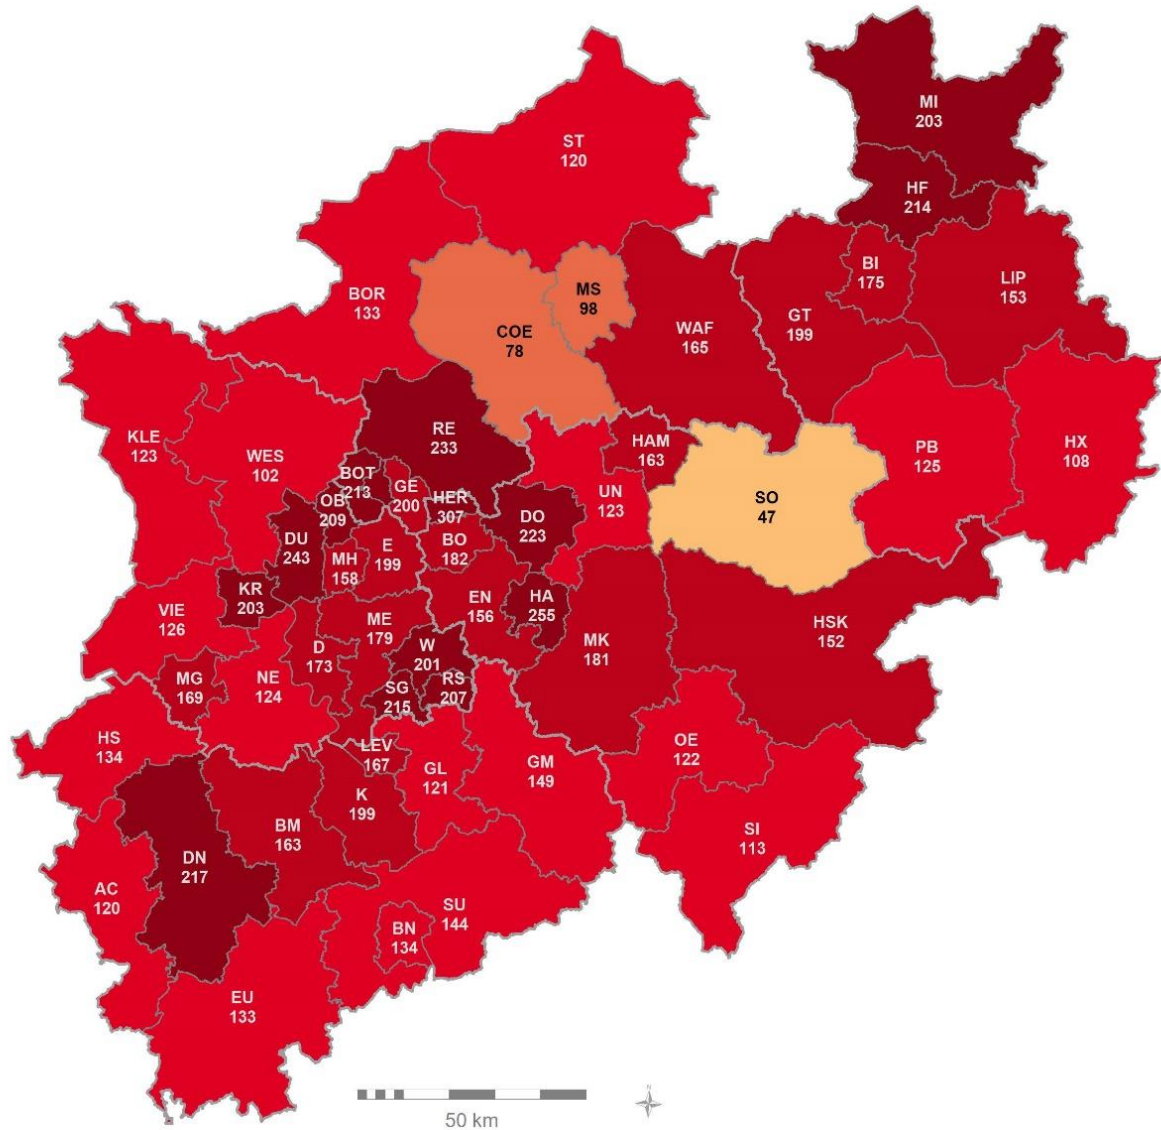 MI
203
ST
120
HF
214
BI
175
LIP
153
MS
98
BOR
133
GT
199
COE
78
WAF
165
RE
233
KLE
123
WES
102
HAM
163
PB
125
HX
108
BOT
213
GE
200
UN
123
SO
47
OB
209
HER
307
DO
223
DU
243
E
199
BO
182
MH
158
KR
203
EN
156
HA
255
VIE
126
ME
179
HSK
152
D
173
W
201
MK
181
MG
169
NE
124
SG
215
RS
207
HS
134
LEV
167
GL
121
GM
149
OE
122
K
199
BM
163
SI
113
DN
217
AC
120
SU
144
BN
134
EU
133
N
50 km